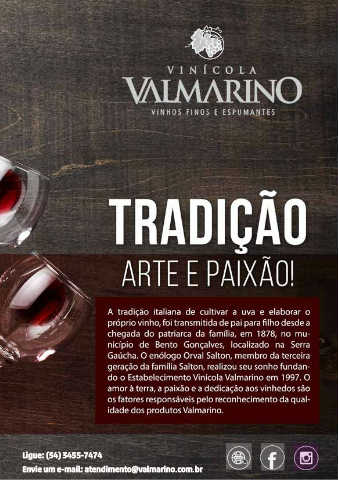 VINÍCOLA
VALMARINO
VINHOS FINOS E ESPUMANTES
TRADIÇÃO
ARTE E PAIXÃO!
A tradição italiana de cultivar a uva e elaborar o
próprio vinho, foi transmitida de pai para filho desde a
chegada do patriarca da família, em 1878, no mu-
nicípio de Bento Gonçalves, localizado na Serra
Gaúcha. O enólogo Orval Salton, membro da terceira
geração da família Salton, realizou seu sonho fundan-
do o Estabelecimento Vinícola Valmarino em 1997. O
amor à terra, a paixão e a dedicação aos vinhedos são
os fatores responsáveis pelo reconhecimento da qual-
idade dos produtos Valmarino.
Ligue: (54) 3455-7474
Envie um e-mail: atendimento@valmarino.com.br